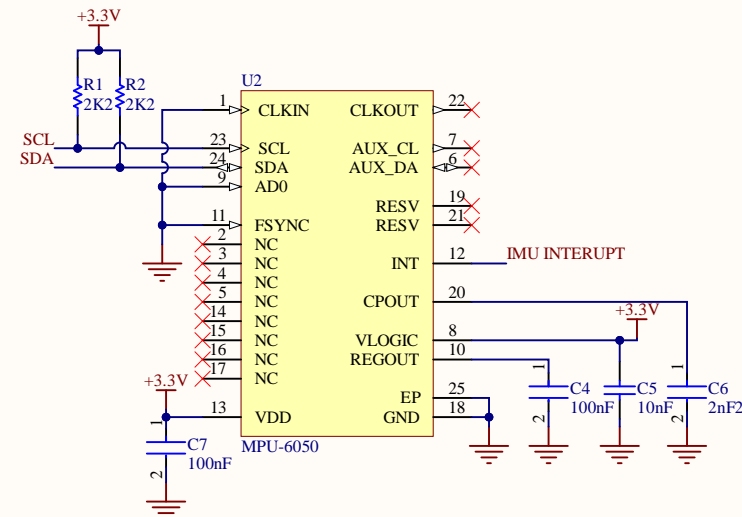 +3.3V
R1
2K2
R2
2K2
SCL
SDA
U2
1 CLKIN
23 SCL
24 SDA
9 AD0
11 FSYNC
2 NC
3 NC
4 NC
5 NC
14 NC
15 NC
16 NC
17 NC
13 VDD
CLKOUT 22
AUX_CL 7
AUX_DA 6
RESV 19
RESV 21
INT 12
IMU INTERUPT
CPOUT 20
VLOGIC 8
REGOUT 10
EP 25
GND 18
MPU-6050
+3.3V
1
C7
100nF
2
+3.3V
1
C4
100nF
2
C5
10nF
1
C6
2nF2
2